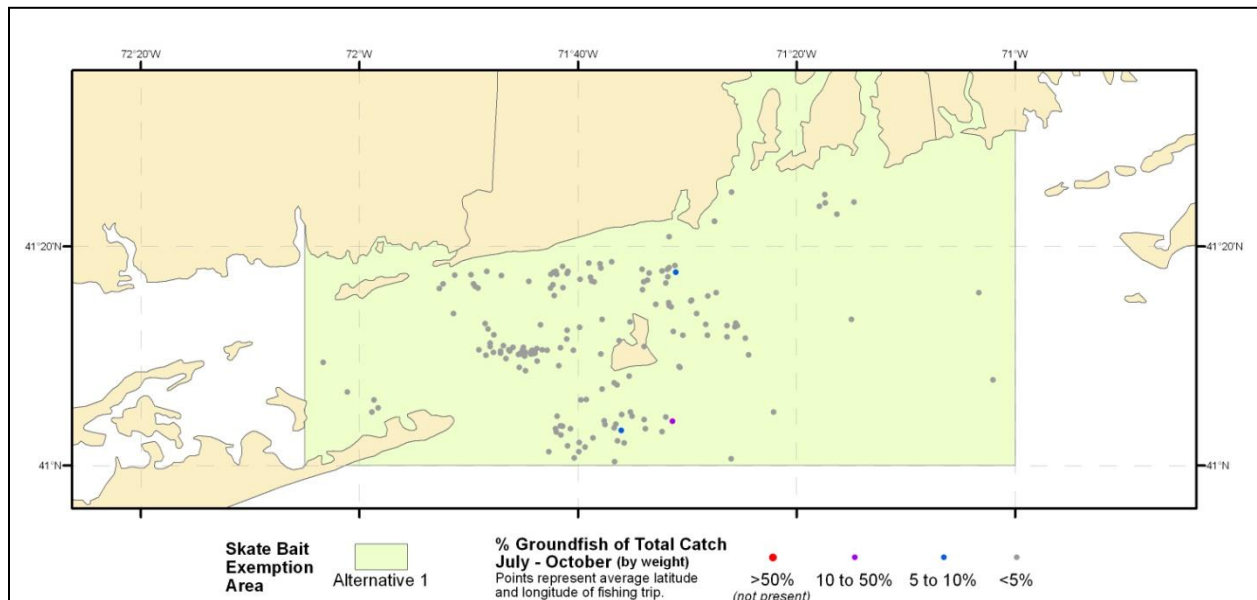 72°20'W 72°W 71°40'W 71°20'W 71°W
41°20'N 41°20'N
41°N 41°N
Skate Bait
Exemption
Area
Alternative 1
% Groundfish of Total Catch
July - October (by weight)
Points represent average latitude
and longitude of fishing trip.
>50% 10 to 50% 5 to 10% <5%
(not present)